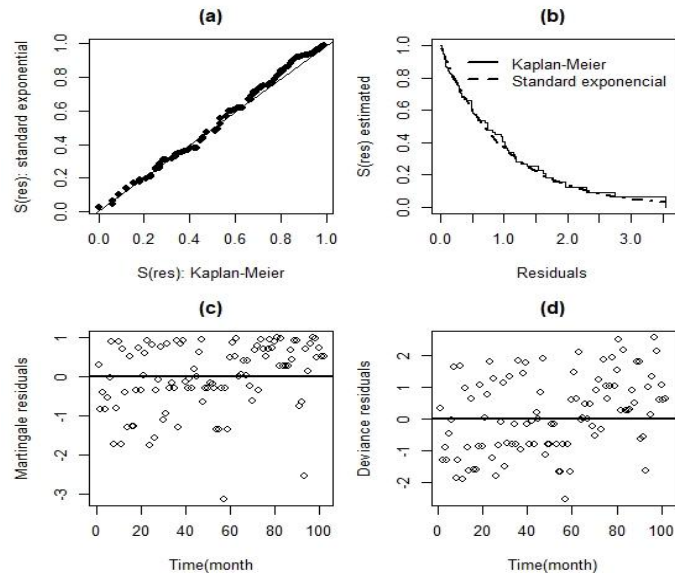 (a)
S(res): standard exponential
1.0
0.8
0.6
0.4
0.2
0.0
0.0 0.2 0.4 0.6 0.8 1.0
S(res): Kaplan-Meier
(b)
S(res) estimated
1.0
0.8
0.6
0.4
0.2
0.0
Kaplan-Meier
Standard exponencial
0.0 1.0 2.0 3.0
Residuals
(c)
Martingale residuals
1
0
-1
-2
-3
0 20 40 60 80 100
Time(month
(d)
Deviance residuals
2
1
0
-1
-2
0 20 40 60 80 100
Time(month)